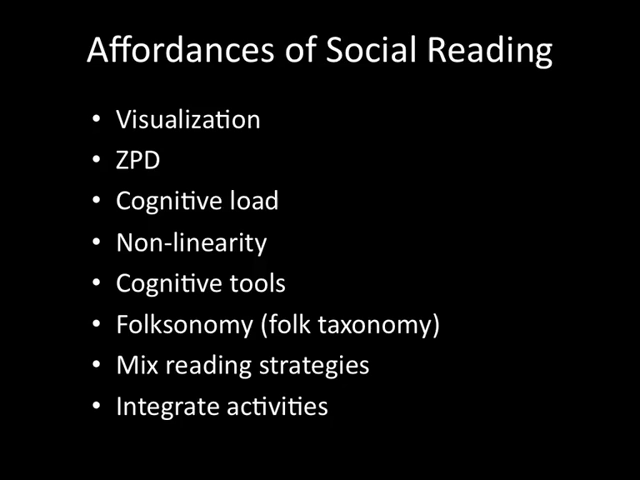 Affordances of Social Reading
• Visualization
• ZPD
• Cognitive load
• Non-linearity
• Cognitive tools
• Folksonomy (folk taxonomy)
• Mix reading strategies
• Integrate activities